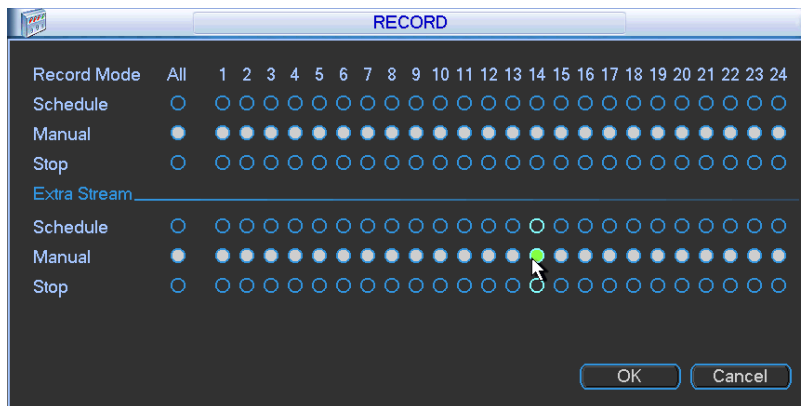 RECORD
Record Mode All 1 2 3 4 5 6 7 8 9 10 11 12 13 14 15 16 17 18 19 20 21 22 23 24
Schedule
Manual
Stop
Extra Stream
Schedule
Manual
Stop
OK Cancel